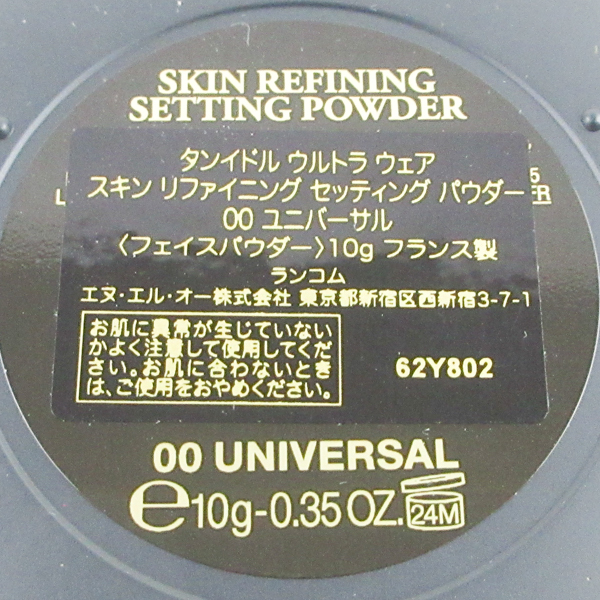 SKIN REFINING
SETTING POWDER
タンイドル ウルトラ ウェア
スキン リファイニング セッティング パウダー
00 ユニバーサル
〈フェイスパウダー〉10g フランス製
ランコム
エヌ・エル・オー株式会社 東京都新宿区西新宿3-7-1
お肌に異常が生じていない
かよく注意して使用してくだ
さい。お肌に合わないとき
は、ご使用をおやめください。
62Y802
00 UNIVERSAL
℮10g-0.35 OZ. 24M